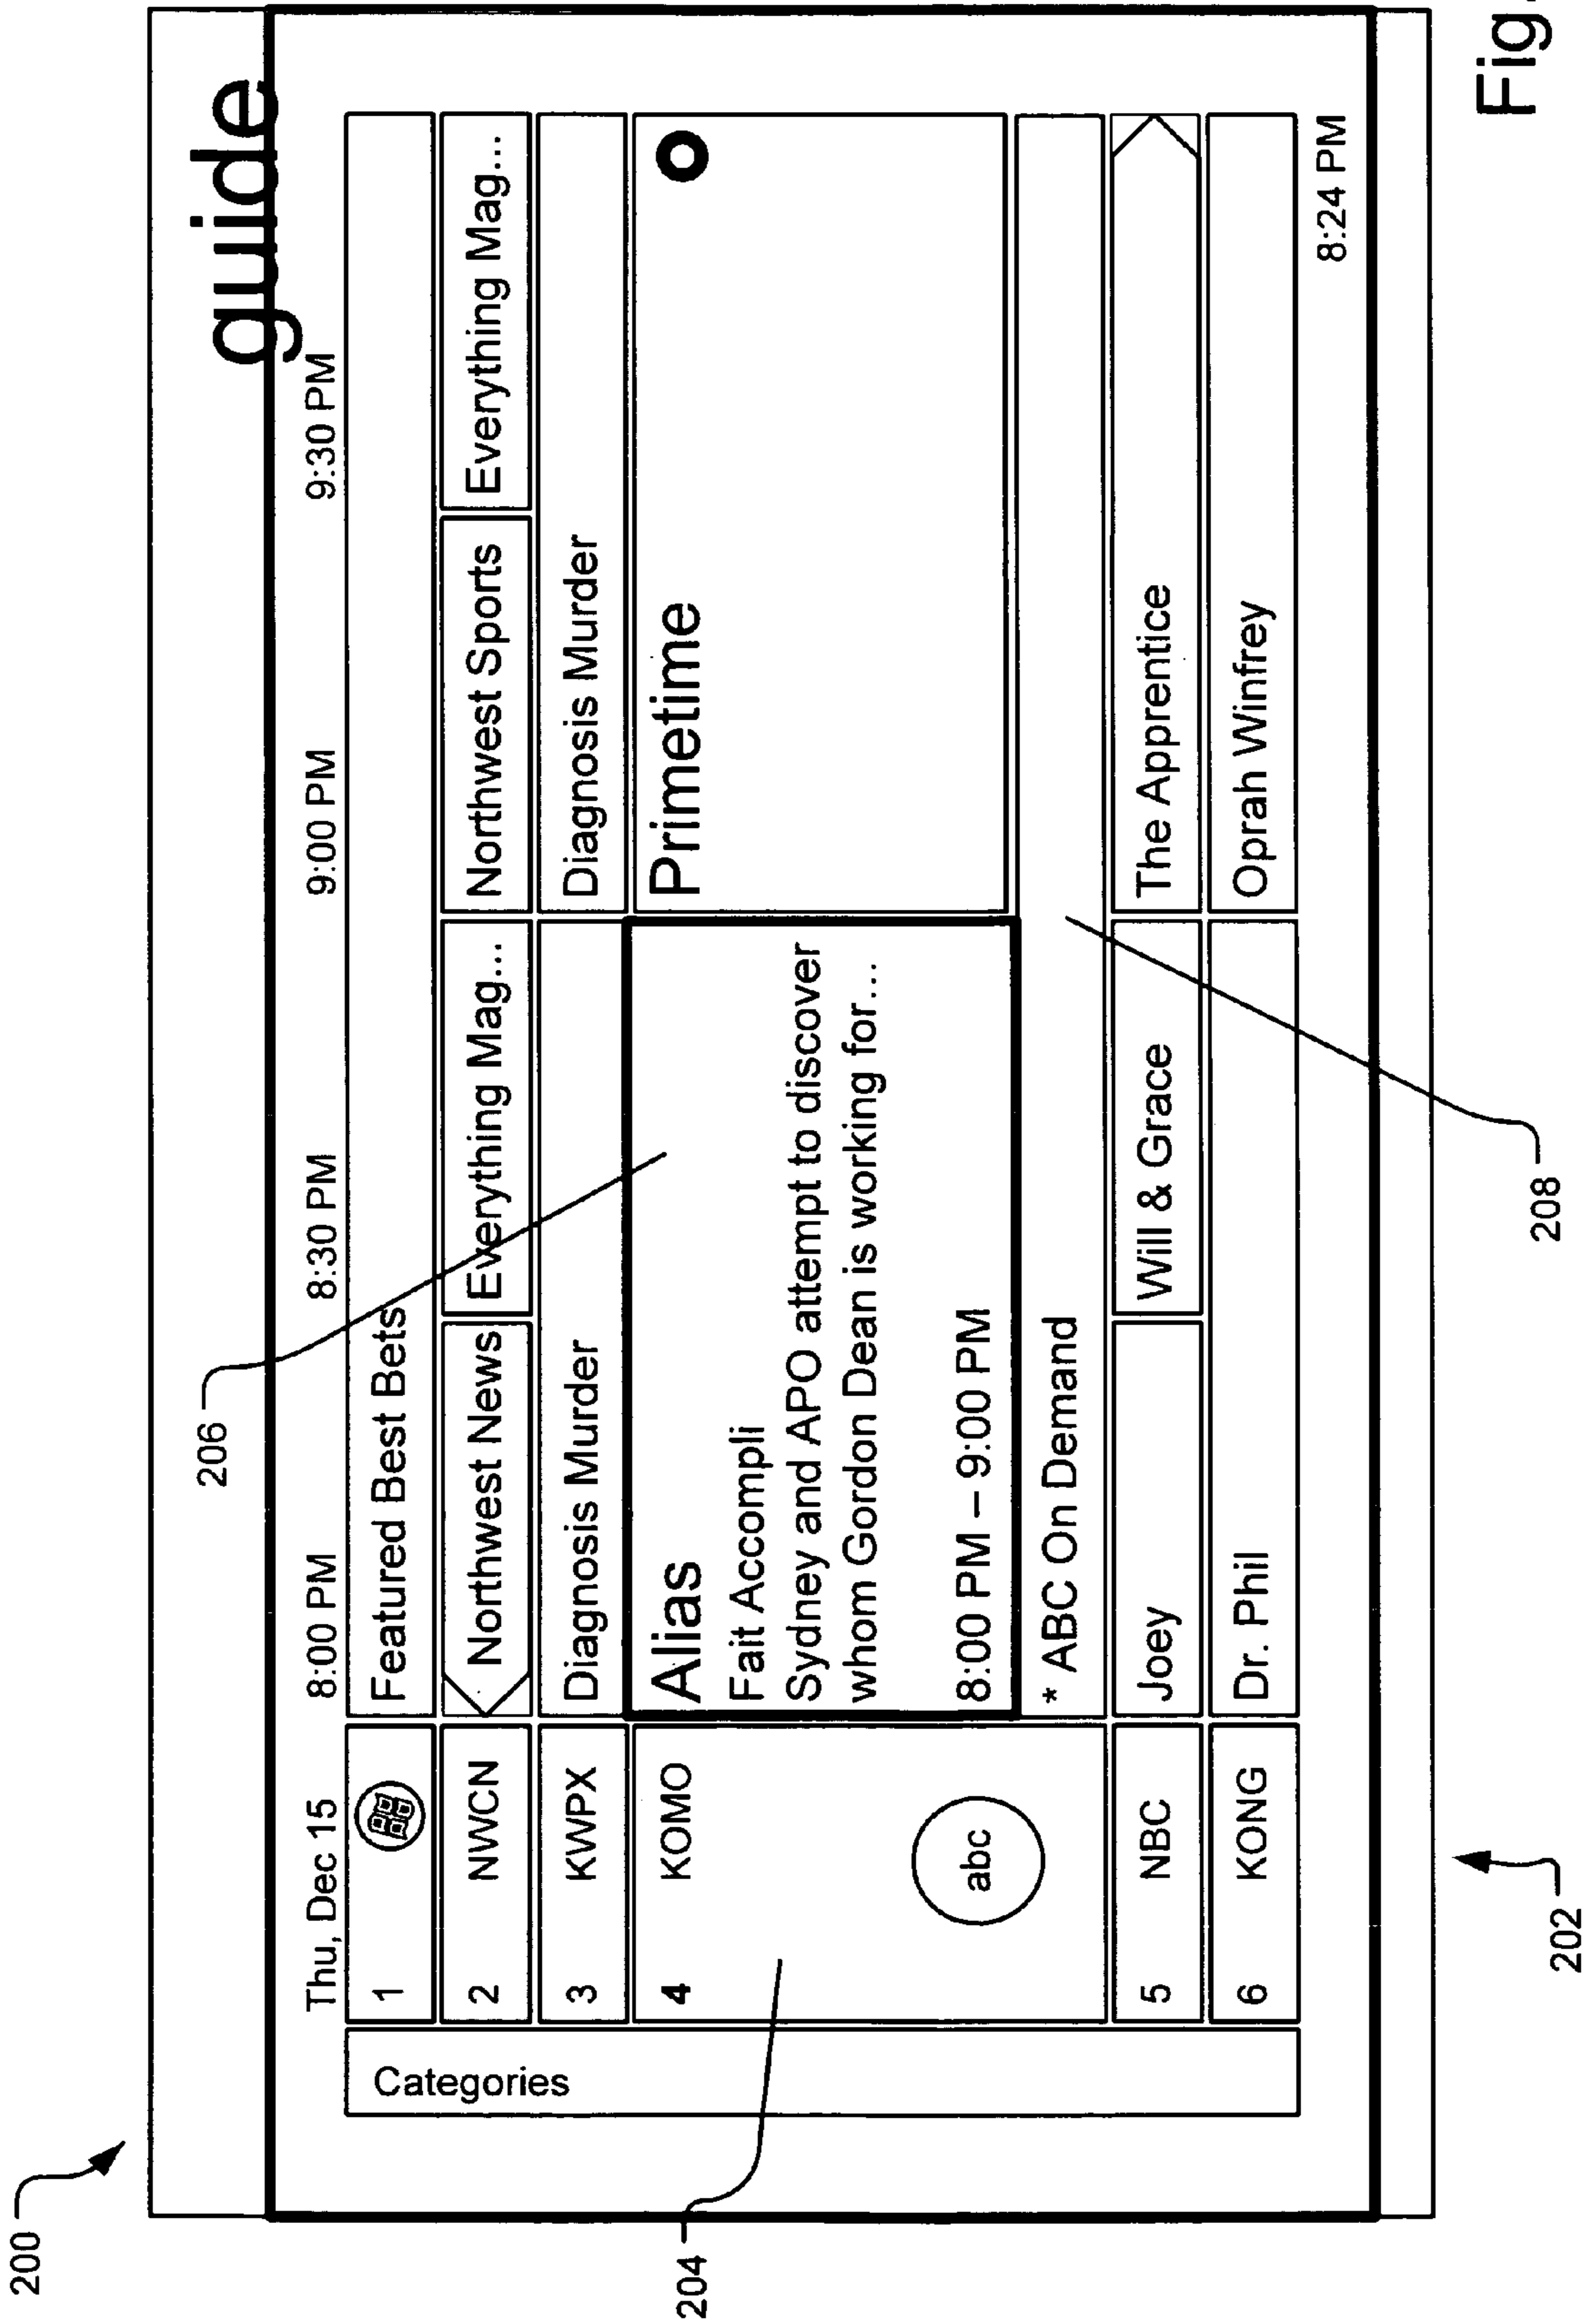 200
206
guide
Thu, Dec 15 8:00 PM 8:30 PM 9:00 PM 9:30 PM
Categories
1 Featured Best Bets
2 NWCN Northwest News Everything Mag... Northwest Sports Everything Mag...
3 KWPX Diagnosis Murder Diagnosis Murder
4 KOMO Alias Primetime
Fait Accompli
Sydney and APO attempt to discover
whom Gordon Dean is working for...
abc 8:00 PM – 9:00 PM
* ABC On Demand
5 NBC Joey Will & Grace The Apprentice
6 KONG Dr. Phil Oprah Winfrey
8:24 PM
204
208
202
Fig.